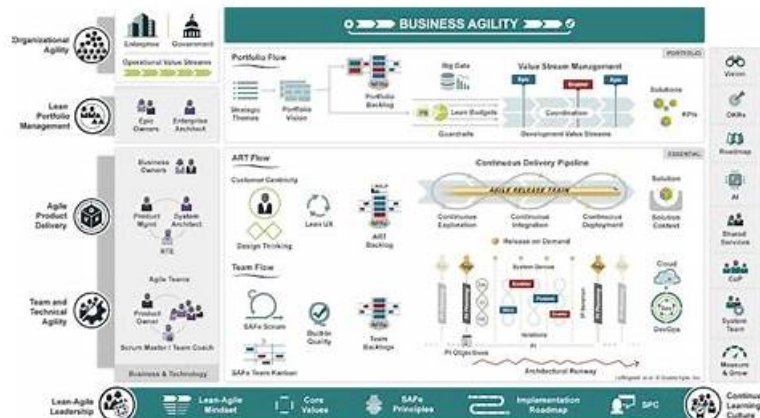 BUSINESS AGILITY
Organizational
Agility
Enterprise
Government
Operational Value Streams
Portfolio Flow
Strategic
Themes
Portfolio
Vision
Portfolio
Backlog
Big Data
Lean Budgets
Guardrails
Value Stream Management
PORTFOLIO
Epic
Enabler
Epic
Coordination
Development Value Streams
Solutions
KPIs
Lean Portfolio
Management
Epic
Owners
Enterprise
Architect
Vision
OKRs
Roadmap
AI
Shared
Services
CoP
System
Team
Measure
& Grow
Agile
Product
Delivery
Business
Owners
Product
Mgmt
System
Architect
RTE
ART Flow
Customer Centricity
Design Thinking
Lean UX
ART
Backlog
Continuous Delivery Pipeline
ESSENTIAL
AGILE RELEASE TRAIN
Continuous
Exploration
Continuous
Integration
Continuous
Deployment
Release on Demand
Solution
Solution
Context
Team and
Technical
Agility
Agile Teams
Product
Owner
Scrum Master / Team Coach
Business & Technology
Team Flow
SAFe Scrum
SAFe Team Kanban
Built-In
Quality
Team
Backlogs
System Demos
Iterations
PI
PI Objectives
Architectural Runway
Cloud
DevOps
Lean-Agile
Leadership
Lean-Agile
Mindset
Core
Values
SAFe
Principles
Implementation
Roadmap
SPC
Continu
Learning
Culture